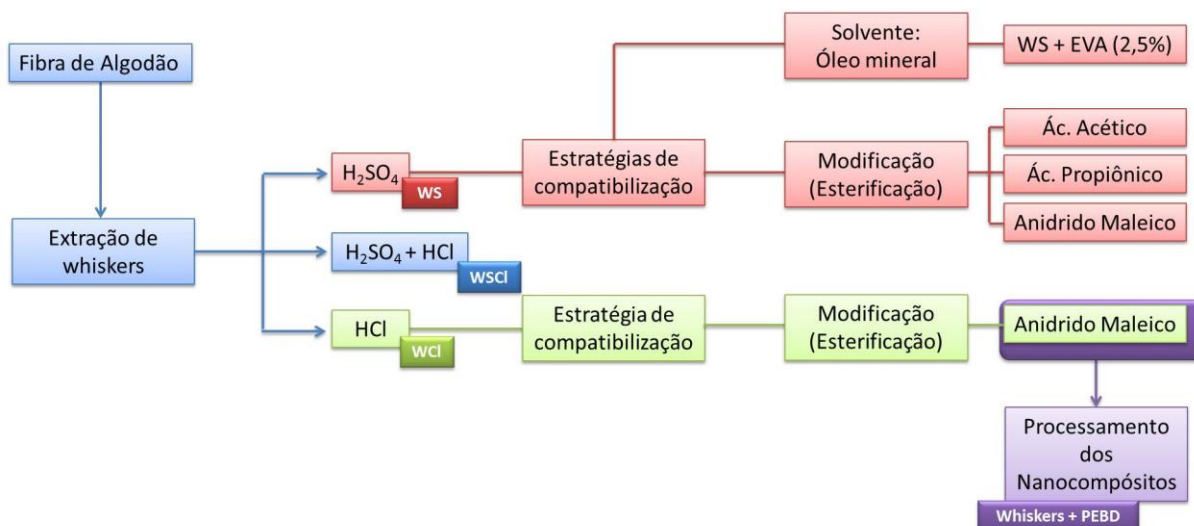 Fibra de Algodão
Extração de
whiskers
H₂SO₄
WS
H₂SO₄ + HCl
WSCl
HCl
WCl
Estratégias de
compatibilização
Solvente:
Óleo mineral
WS + EVA (2,5%)
Modificação
(Esterificação)
Ác. Acético
Ác. Propiônico
Anidrido Maleico
Estratégia de
compatibilização
Modificação
(Esterificação)
Anidrido Maleico
Processamento
dos
Nanocompósitos
Whiskers + PEBD